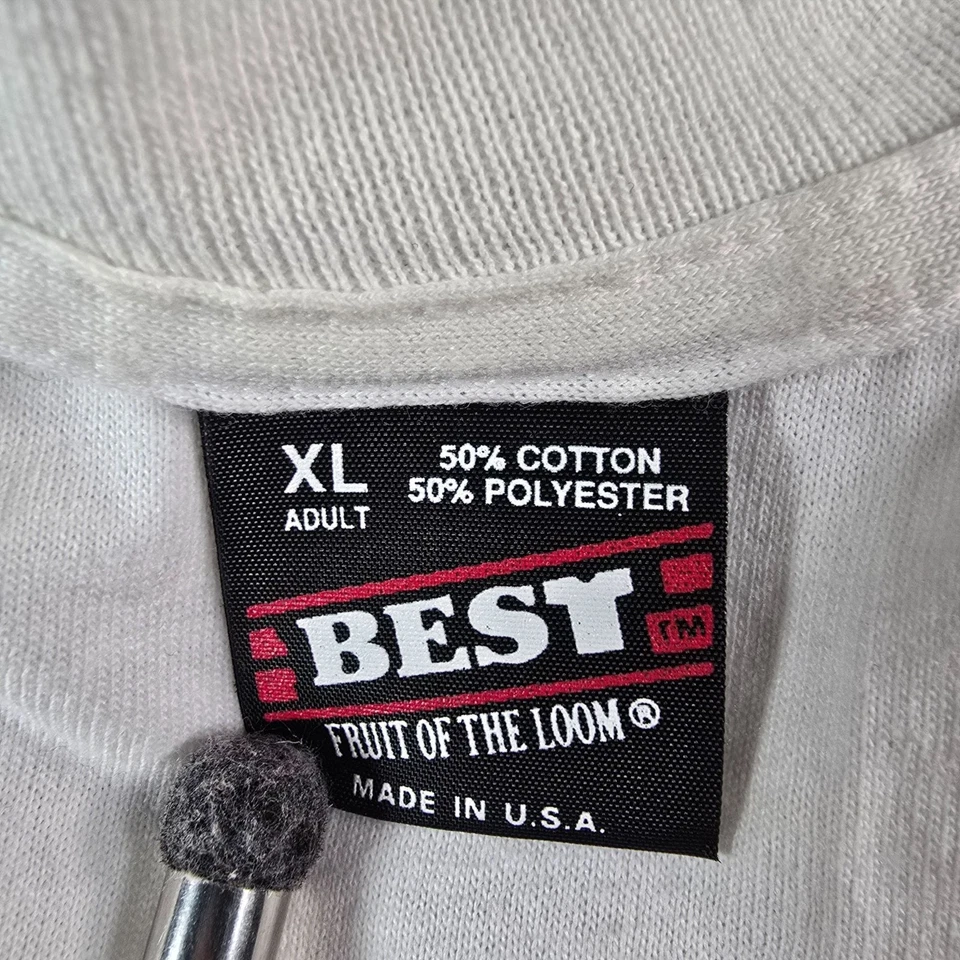 XL
ADULT
50% COTTON
50% POLYESTER
BEST
TM
FRUIT OF THE LOOM®
MADE IN U.S.A.